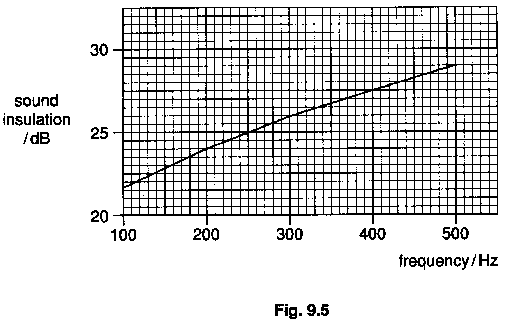 30
sound
insulation
/dB
25
20
100 200 300 400 500
frequency/Hz
Fig. 9.5